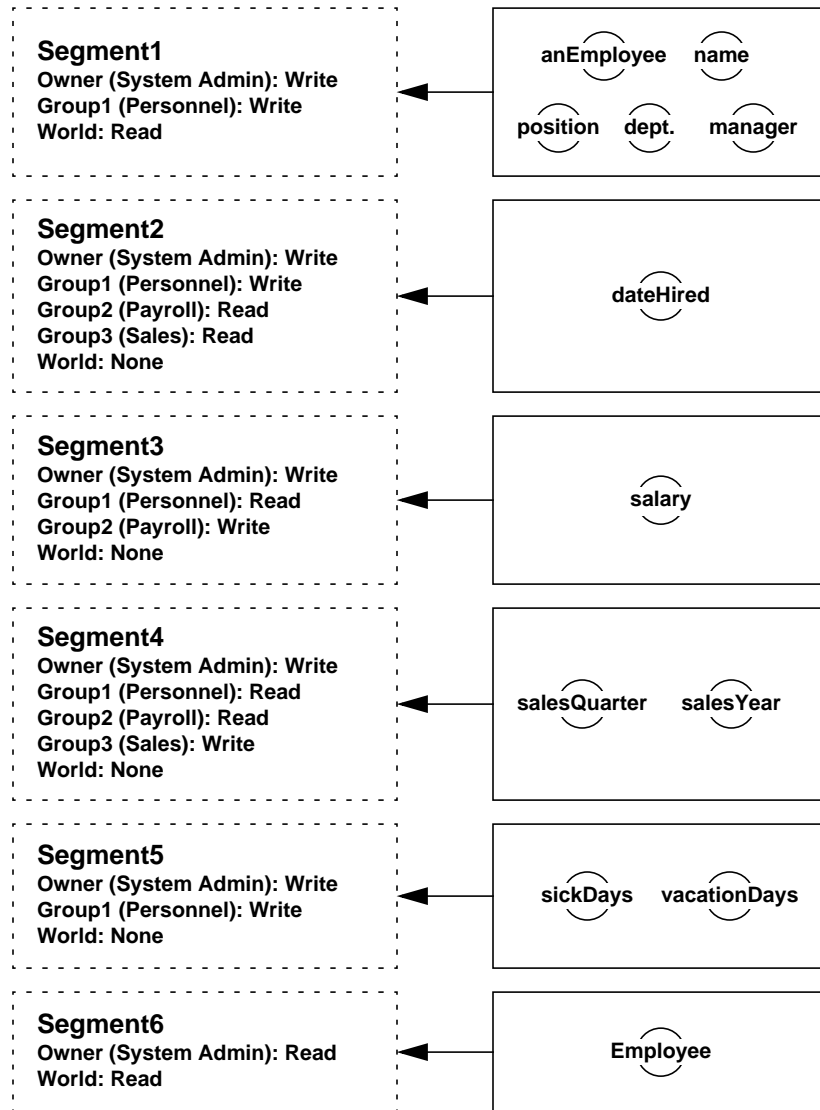 Segment1
Owner (System Admin): Write
Group1 (Personnel): Write
World: Read
anEmployee name
position dept. manager
Segment2
Owner (System Admin): Write
Group1 (Personnel): Write
Group2 (Payroll): Read
Group3 (Sales): Read
World: None
dateHired
Segment3
Owner (System Admin): Write
Group1 (Personnel): Read
Group2 (Payroll): Write
World: None
salary
Segment4
Owner (System Admin): Write
Group1 (Personnel): Read
Group2 (Payroll): Read
Group3 (Sales): Write
World: None
salesQuarter salesYear
Segment5
Owner (System Admin): Write
Group1 (Personnel): Write
World: None
sickDays vacationDays
Segment6
Owner (System Admin): Read
World: Read
Employee